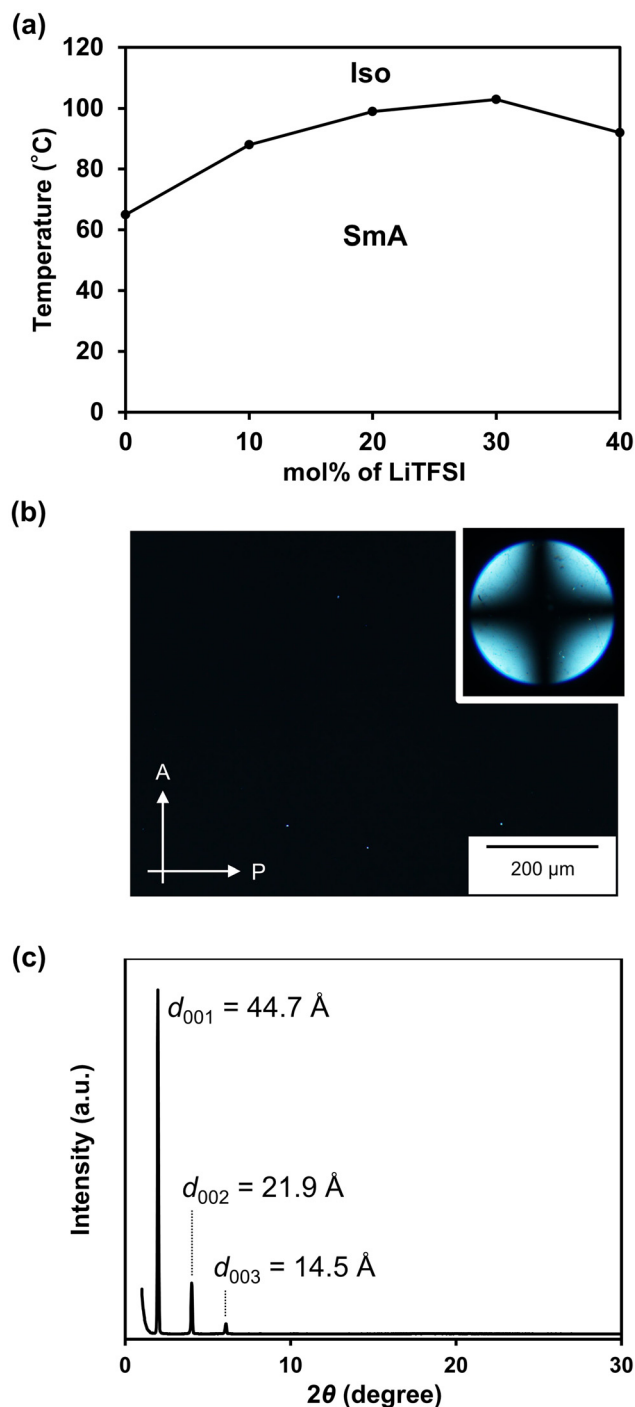 (a)
120
100
80
60
40
20
0
Temperature (˚C)
Iso
SmA
0 10 20 30 40
mol% of LiTFSI
(b)
A
P
200 μm
(c)
Intensity (a.u.)
d001 = 44.7 Å
d002 = 21.9 Å
d003 = 14.5 Å
0 10 20 30
2θ (degree)